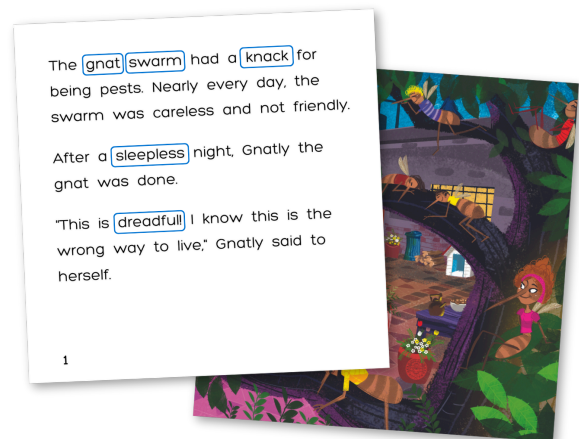 The gnat swarm had a knack for
being pests. Nearly every day, the
swarm was careless and not friendly.
After a sleepless night, Gnatly the
gnat was done.
"This is dreadful! I know this is the
wrong way to live," Gnatly said to
herself.
1